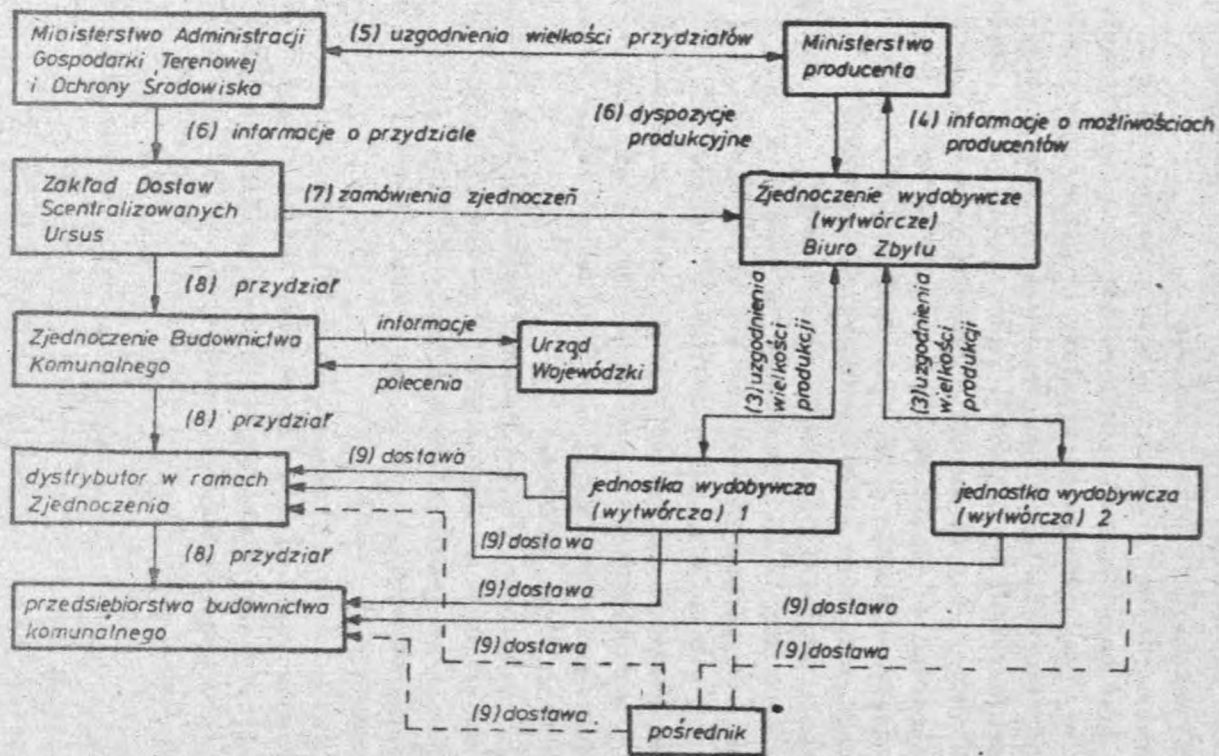 Ministerstwo Administracji
Gospodarki Terenowej
i Ochrony Środowiska
(5) uzgodnienia wielkości przydziałów
Ministerstwo
producenta
(6) informacje o przydziale
(6) dyspozycje
produkcyjne
(4) informacje o możliwościach
producentów
Zakład Dostaw
Scentralizowanych
Ursus
(7) zamówienia zjednoczeń
Zjednoczenie wydobywcze
(wytwórcze)
Biuro Zbytu
(8) przydział
Zjednoczenie Budownictwa
Komunalnego
informacje
polecenia
Urząd
Wojewódzki
(3) uzgodnienia
wielkości
produkcji
(3) uzgodnienia
wielkości
produkcji
(8) przydział
dystrybutor w ramach
Zjednoczenia
(9) dostawa
jednostka wydobywcza
(wytwórcza) 1
jednostka wydobywcza
(wytwórcza) 2
(8) przydział
(9) dostawa
przedsiębiorstwa budownictwa
komunalnego
(9) dostawa
(9) dostawa
(9) dostawa
(9) dostawa
(9) dostawa
pośrednik